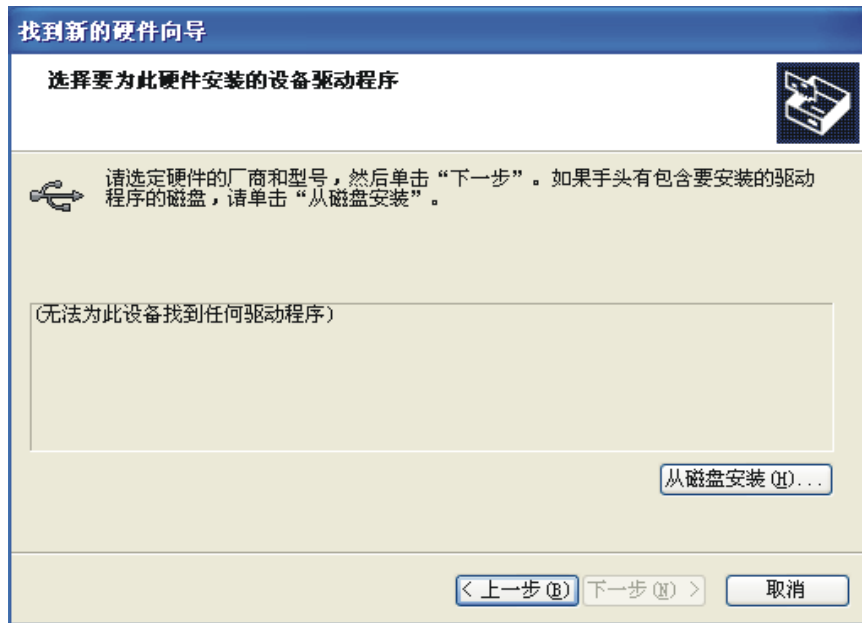 找到新的硬件向导
选择要为此硬件安装的设备驱动程序
请选定硬件的厂商和型号，然后单击“下一步”。如果手头有包含要安装的驱动
程序的磁盘，请单击“从磁盘安装”。
(无法为此设备找到任何驱动程序)
从磁盘安装(H)...
< 上一步(B) 下一步(N) > 取消